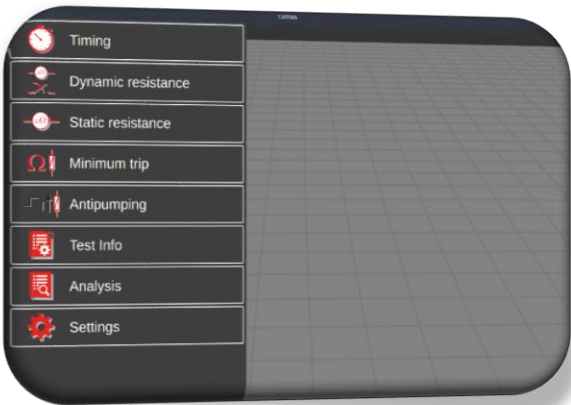 Timing
Dynamic resistance
Static resistance
Minimum trip
Antipumping
Test Info
Analysis
Settings